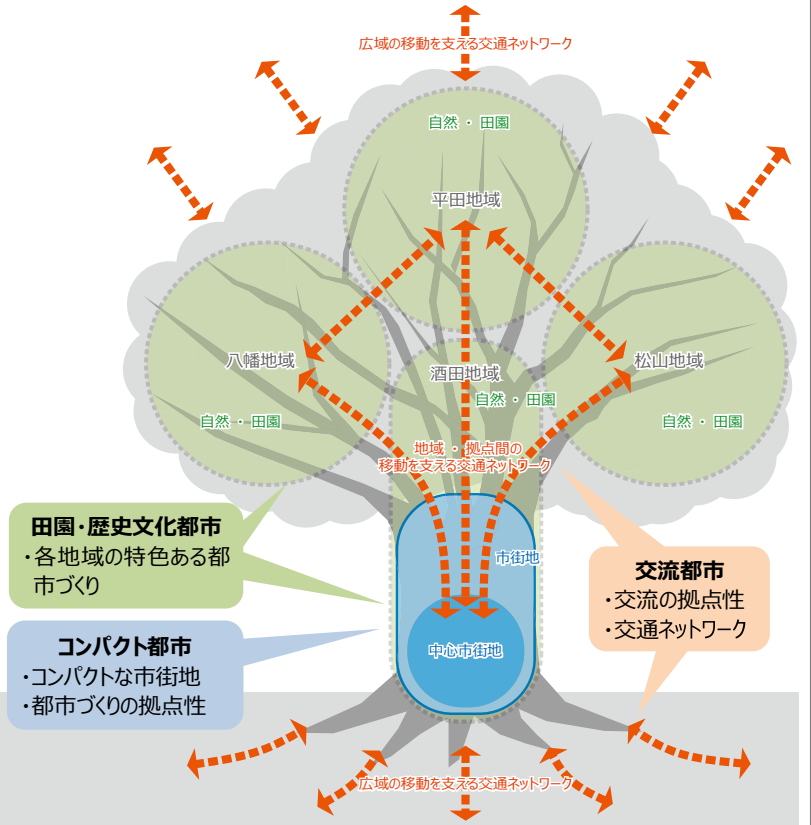 広域の移動を支える交通ネットワーク
自然 ・ 田園
平田地域
八幡地域
酒田地域
松山地域
自然 ・ 田園
自然 ・ 田園
自然 ・ 田園
地域 ・ 拠点間の
移動を支える交通ネットワーク
田園・歴史文化都市
・各地域の特色ある都
市づくり
市街地
交流都市
・交流の拠点性
・交通ネットワーク
コンパクト都市
・コンパクトな市街地
・都市づくりの拠点性
中心市街地
広域の移動を支える交通ネットワーク